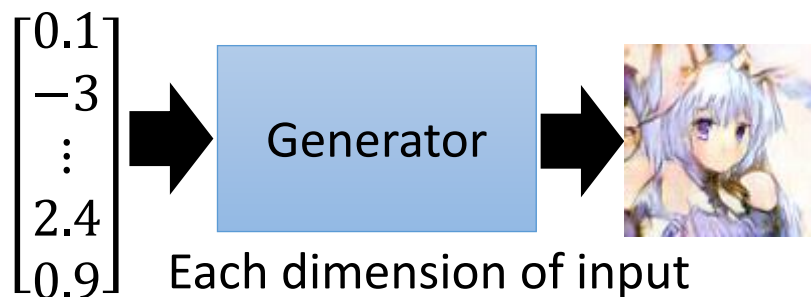 0.1
−3
⋮
2.4
0.9
Generator
Each dimension of input